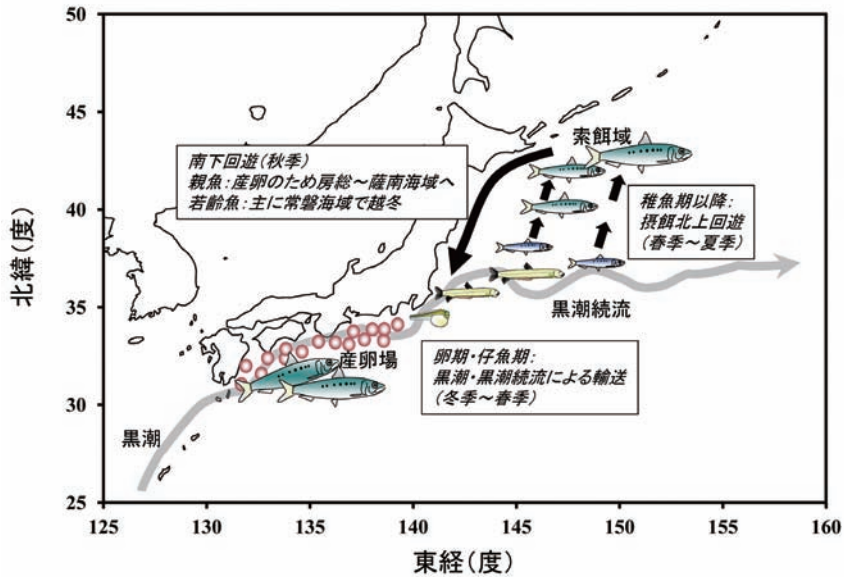 50
45
40
35
30
25
北緯(度)
125
130
135
140
145
150
155
160
東経(度)
南下回遊(秋季)
親魚:産卵のため房総~薩南海域へ
若齢魚:主に常磐海域で越冬
索餌域
稚魚期以降:
摂餌北上回遊
(春季~夏季)
黒潮続流
産卵場
卵期・仔魚期:
黒潮・黒潮続流による輸送
(冬季~春季)
黒潮